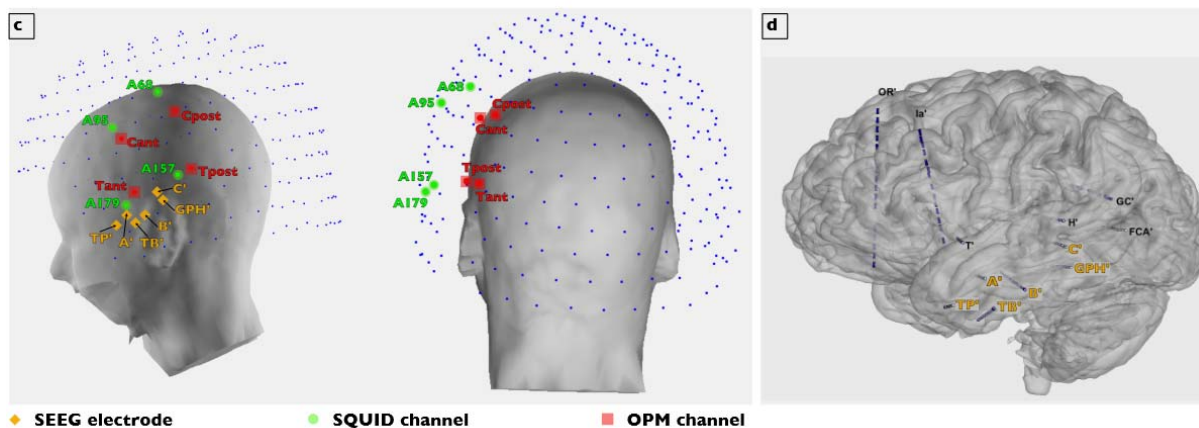 c
A68
A95
Cpost
Cant
A157
Tpost
Tant
A179
C'
GPH'
TP'
A'
TB'
B'
A68
A95
Cpost
Cant
Tpost
A157
Tant
A179
d
OR'
Ia'
GC'
H'
FCA'
T'
C'
GPH'
A'
B'
TP'
TB'
SEEG electrode
SQUID channel
OPM channel